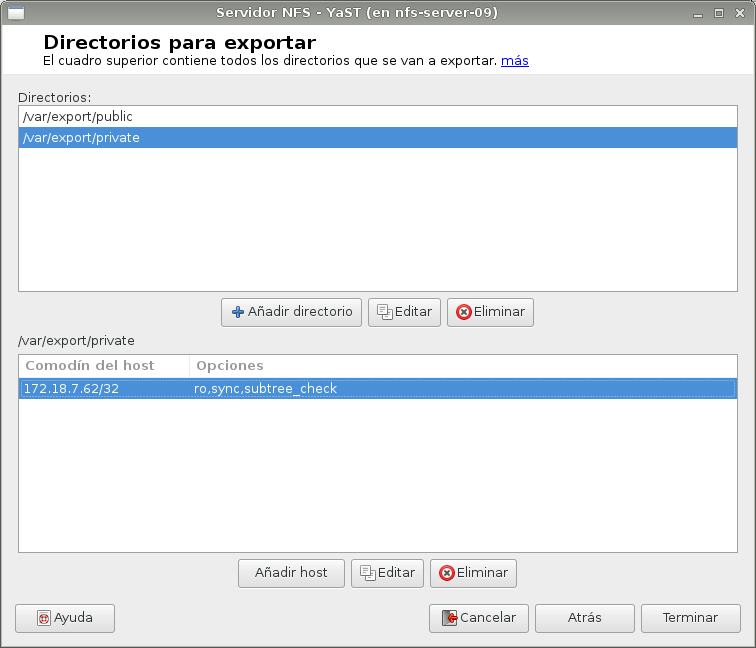 Servidor NFS - YaST (en nfs-server-09)
Directorios para exportar
El cuadro superior contiene todos los directorios que se van a exportar. más
Directorios:
/var/export/public
/var/export/private
Añadir directorio Editar Eliminar
/var/export/private
Comodín del host Opciones
172.18.7.62/32 ro,sync,subtree_check
Añadir host Editar Eliminar
Ayuda Cancelar Atrás Terminar